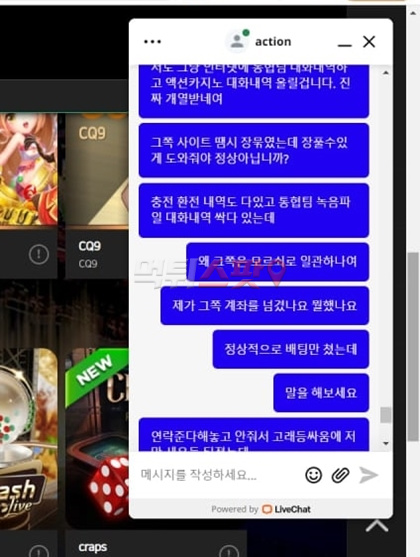 action
저도 그냥 인터넷에 통협팀 대화내역하
고 액션카지노 대화내역 올릴겁니다. 진
짜 개열받네여
그쪽 사이트 땜시 장묶였는데 장풀수있
게 도와줘야 정상아닙니까?
충전 환전 내역도 다있고 통협팀 녹음파
일 대화내역 싹다 있는데
왜 그쪽은 모르쇠로 일관하나여
제가 그쪽 계좌를 넘겼나요 뭘했나요
정상적으로 배팅만 쳤는데
말을 해보세요
연락준다해놓고 안줘서 고래등싸움에 저
메시지를 작성하세요...
Powered by LiveChat
CQ9
CQ9
CQ9
NEW
live
craps
먹튀스팟